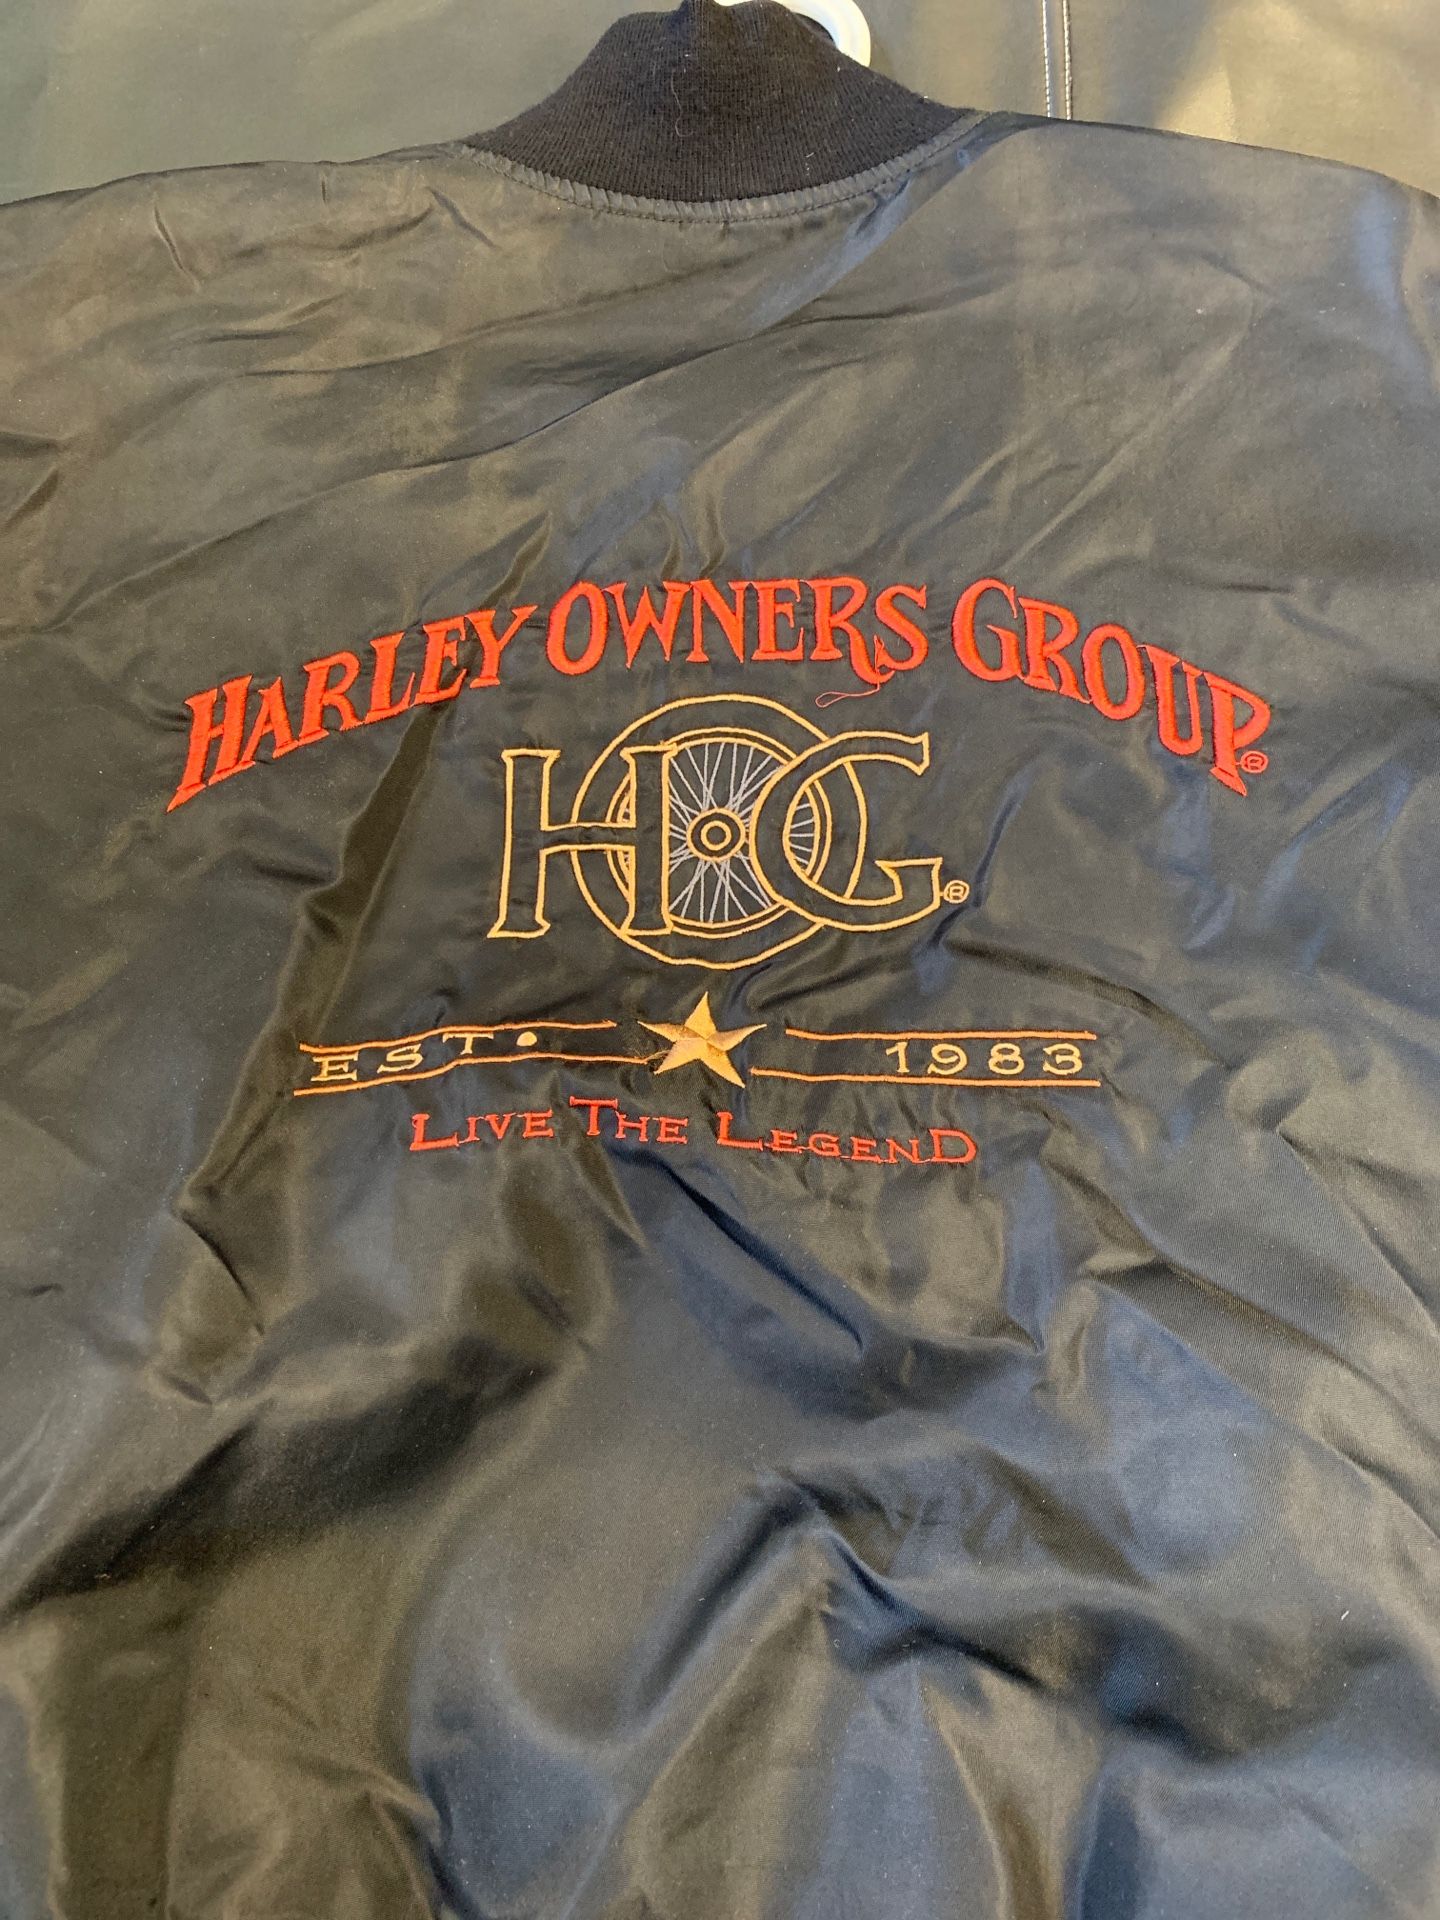 HARLEY OWNERS GROUP®
HOG®
EST. 1983
LIVE THE LEGEND